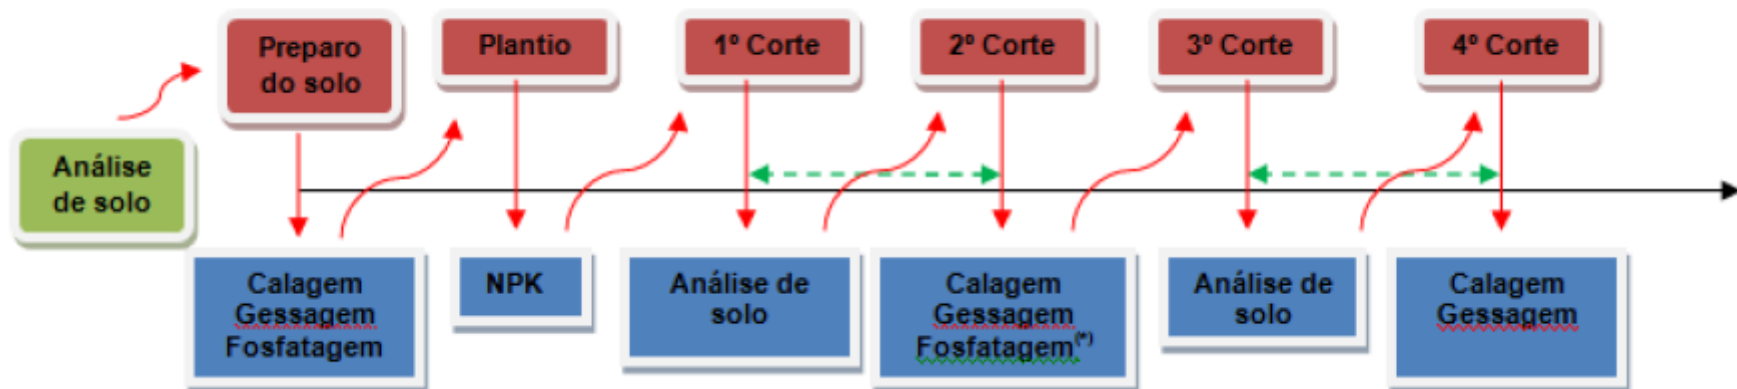 Análise
de solo
Preparo
do solo
Plantio
1º Corte
2º Corte
3º Corte
4º Corte
Calagem
Gessagem
Fosfatagem
NPK
Análise de
solo
Calagem
Gessagem
Fosfatagem(*)
Análise de
solo
Calagem
Gessagem